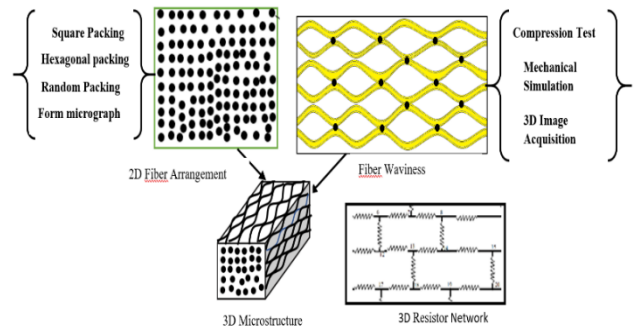 Square Packing
Hexagonal packing
Random Packing
Form micrograph
Compression Test
Mechanical
Simulation
3D Image
Acquisition
2D Fiber Arrangement
Fiber Waviness
3D Microstructure
3D Resistor Network